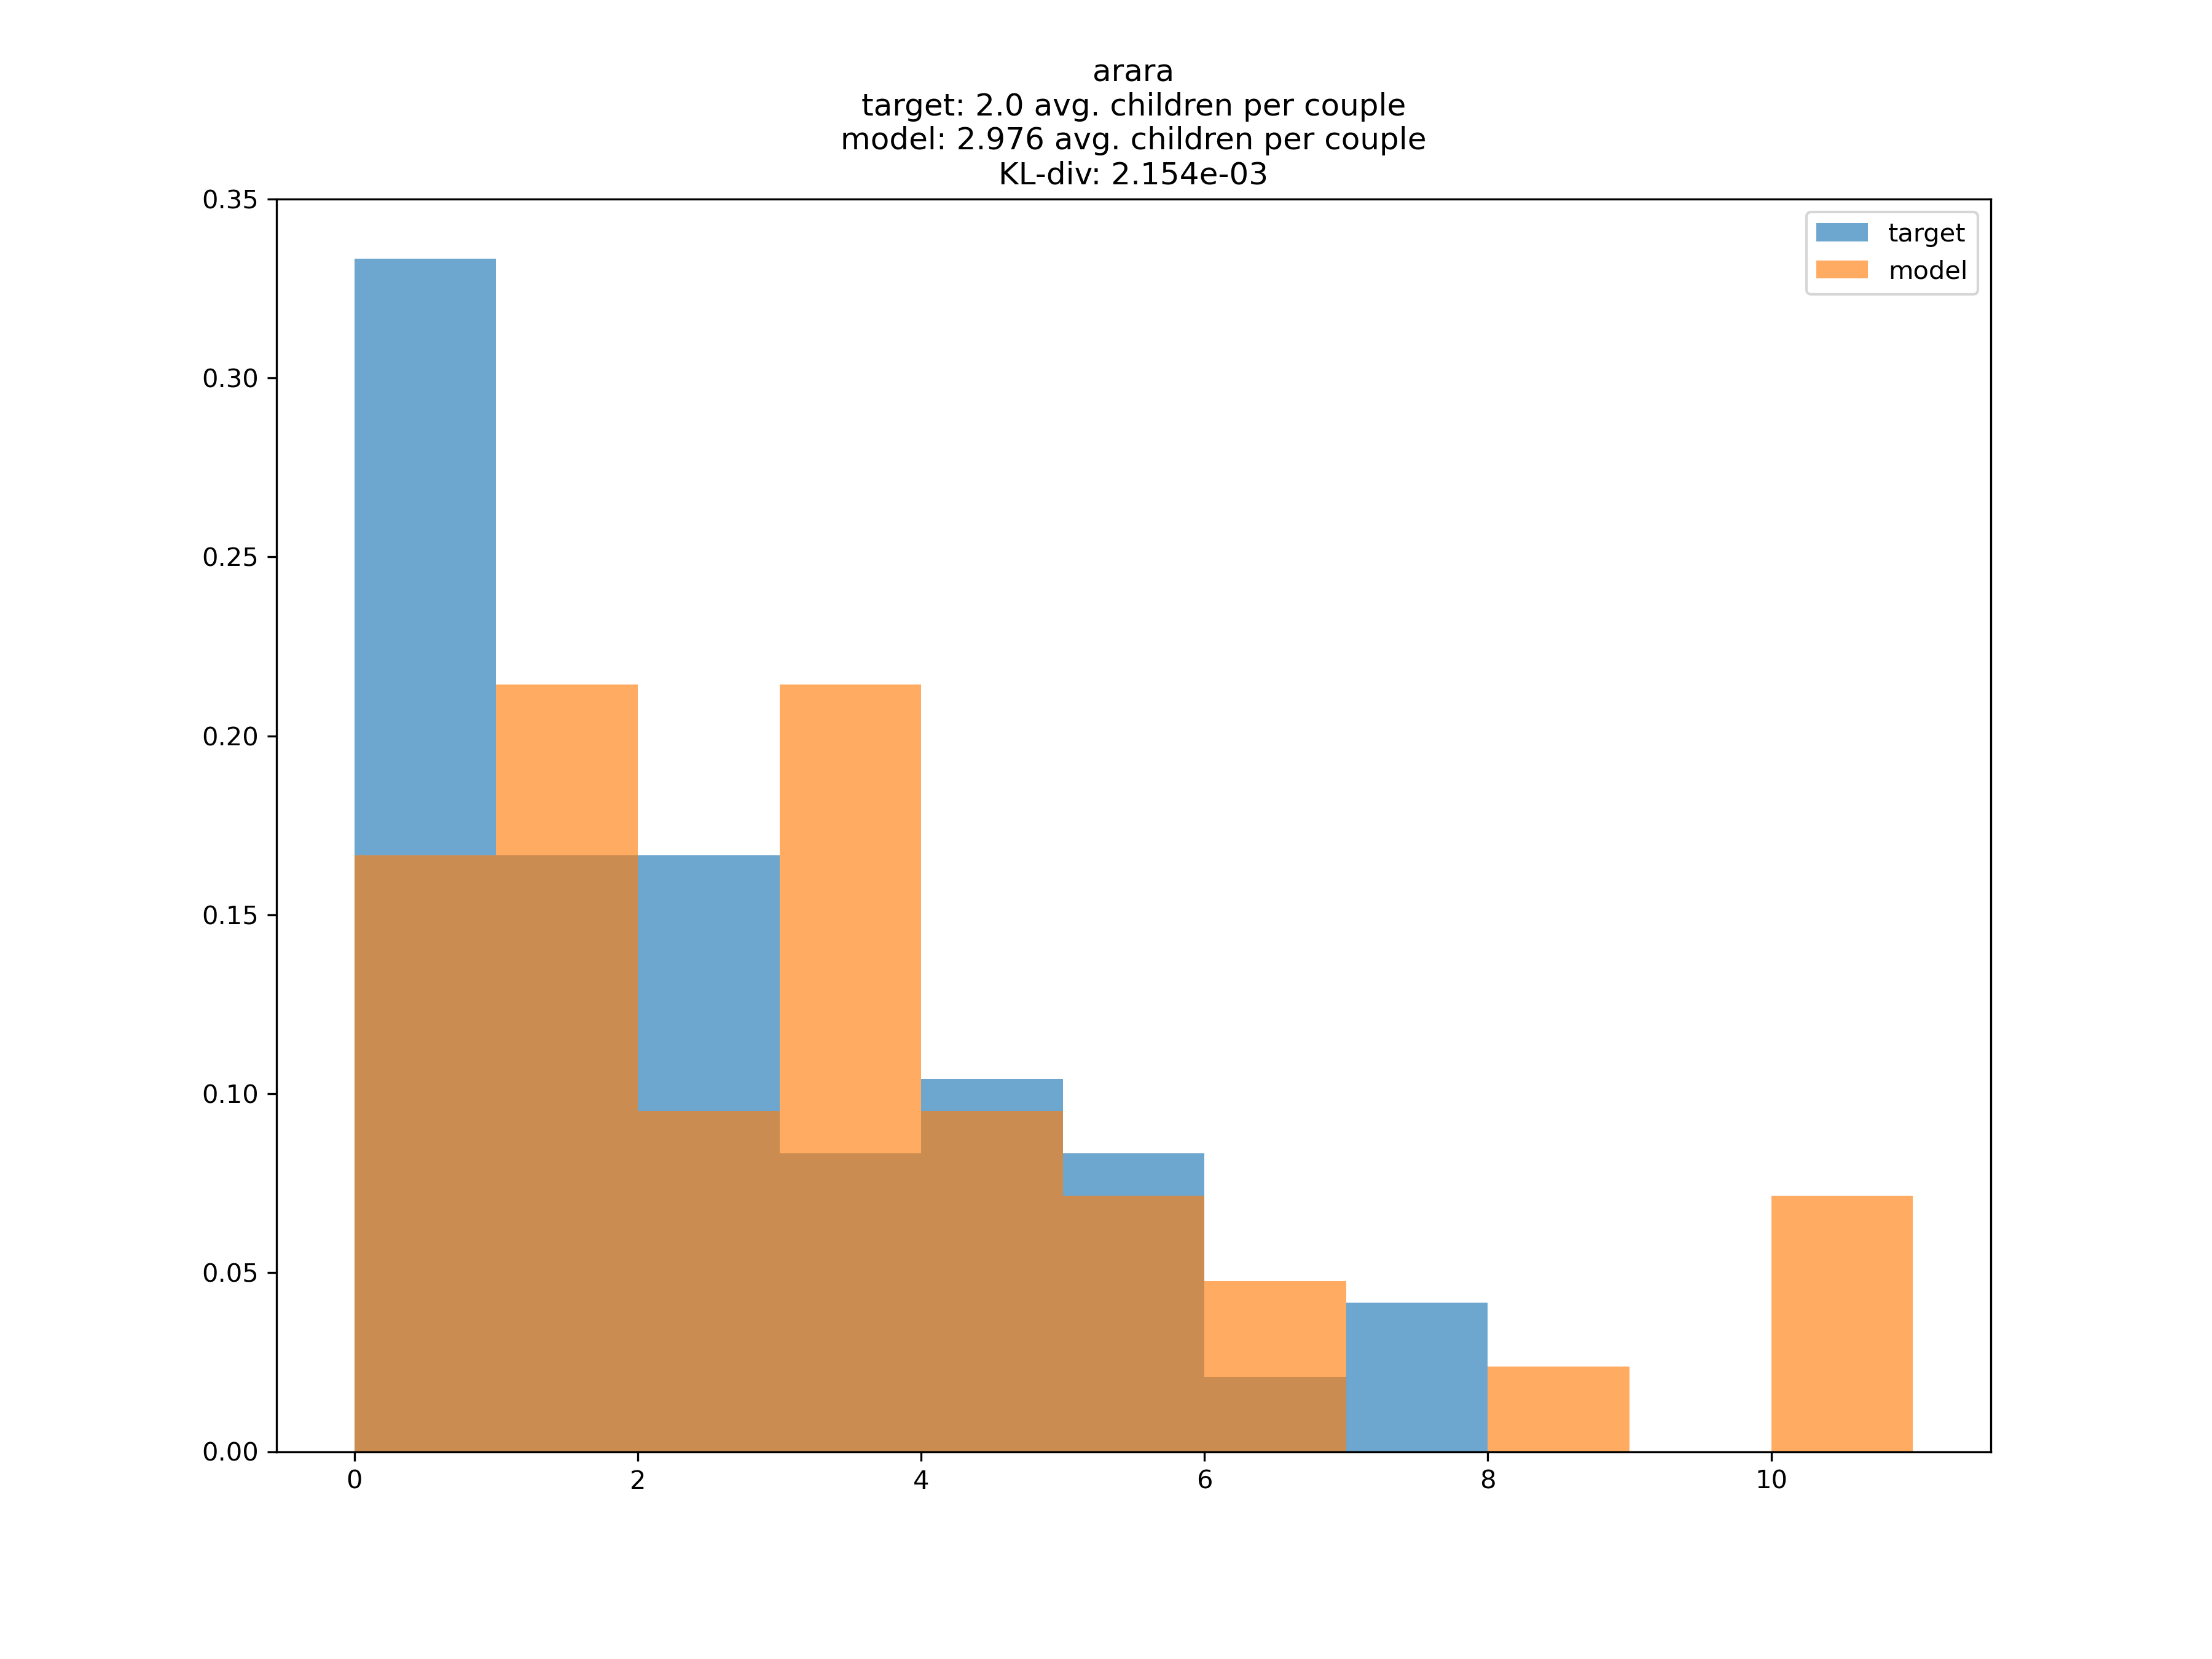 arara
target: 2.0 avg. children per couple
model: 2.976 avg. children per couple
KL-div: 2.154e-03
target
model
0.35
0.30
0.25
0.20
0.15
0.10
0.05
0.00
0 2 4 6 8 10